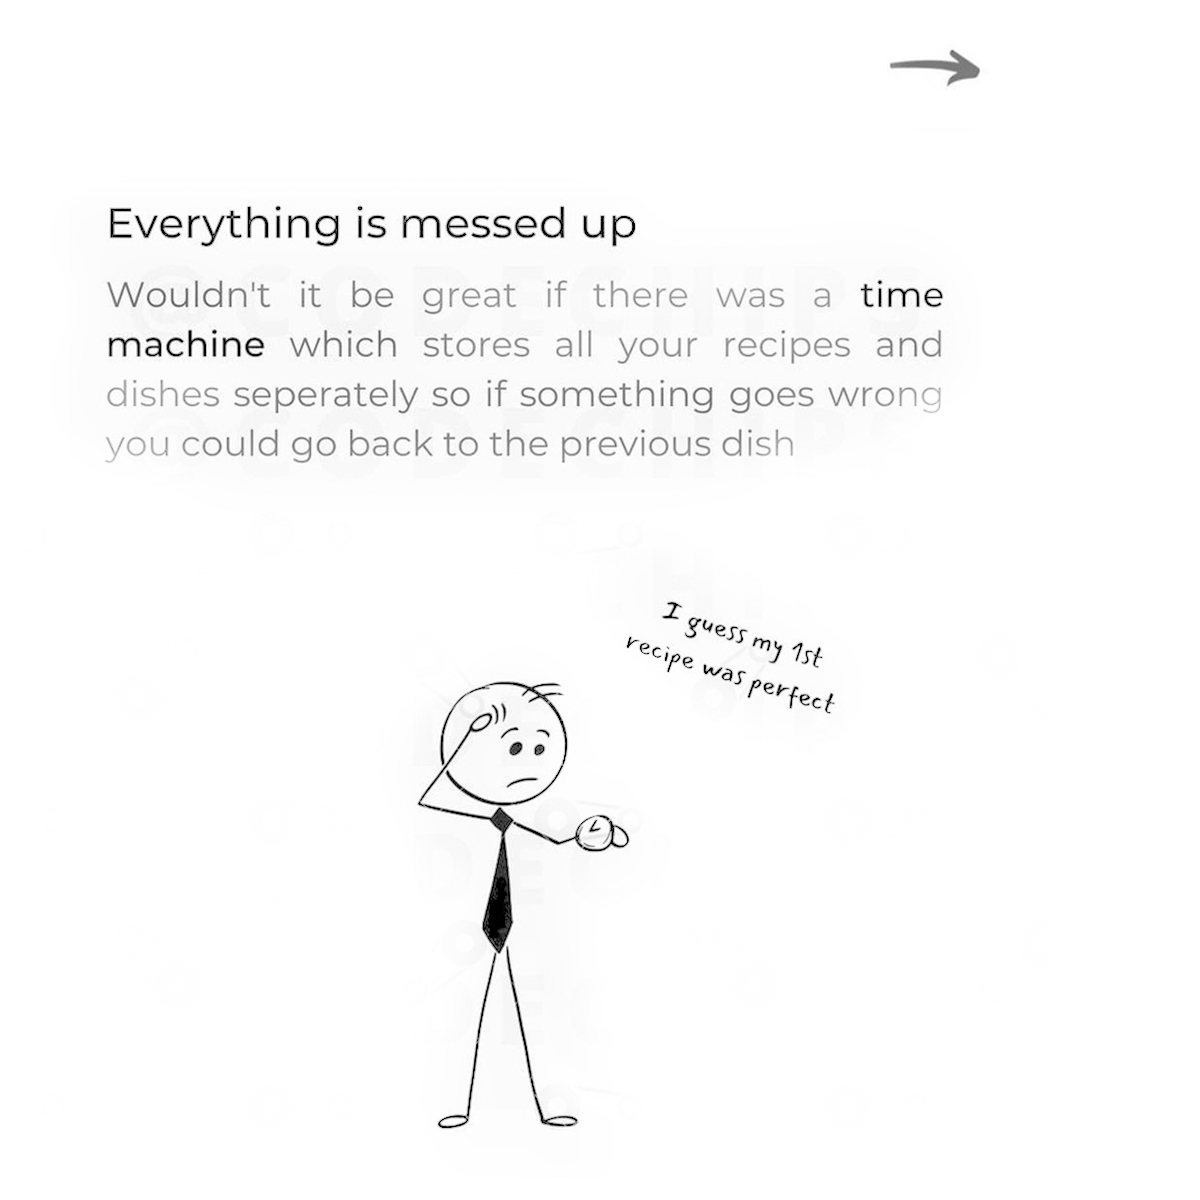 Everything is messed up
Wouldn't it be great if there was a time
machine which stores all your recipes and
dishes seperately so if something goes wrong
you could go back to the previous dish
I guess my 1st
recipe was perfect